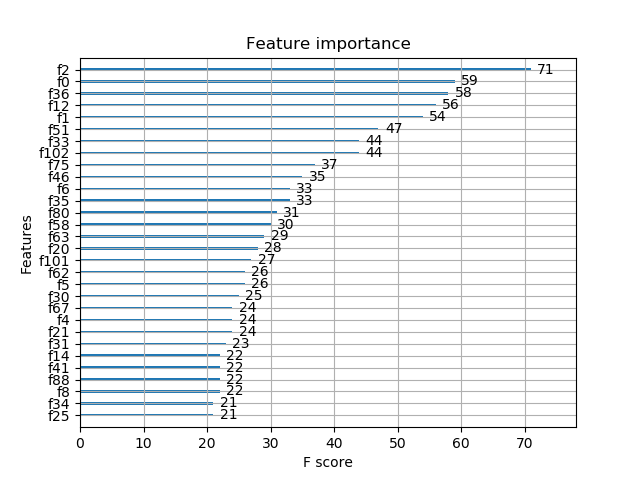 Feature importance
f2 71
f0 59
f36 58
f12 56
f1 54
f51 47
f33 44
f102 44
f75 37
f46 35
f6 33
f35 33
f80 31
f58 30
f63 29
f20 28
f101 27
f62 26
f5 26
f30 25
f67 24
f4 24
f21 24
f31 23
f14 22
f41 22
f88 22
f8 22
f34 21
f25 21
Features
0 10 20 30 40 50 60 70
F score